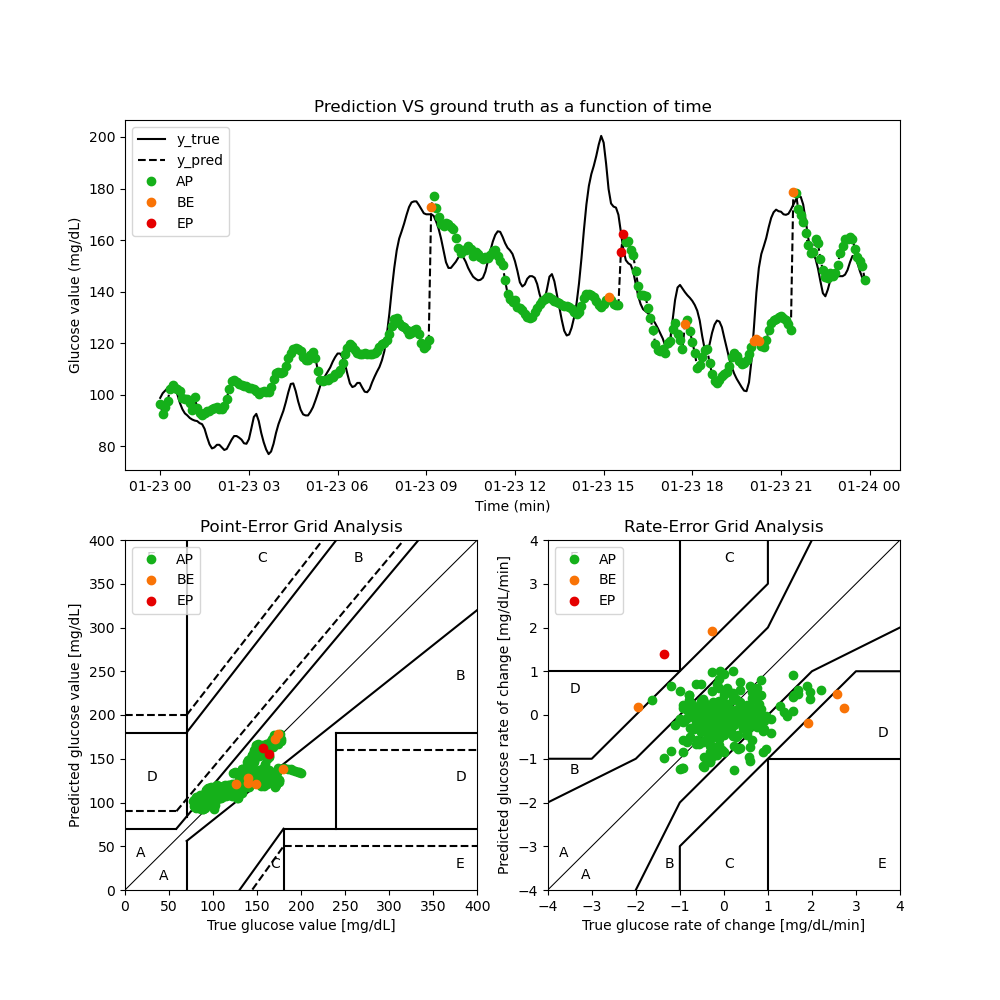 Prediction VS ground truth as a function of time
Glucose value (mg/dL)
200
180
160
140
120
100
80
y_true
y_pred
AP
BE
EP
01-23 00 01-23 03 01-23 06 01-23 09 01-23 12 01-23 15 01-23 18 01-23 21 01-24 00
Time (min)
Point-Error Grid Analysis
Predicted glucose value [mg/dL]
400
350
300
250
200
150
100
50
0
AP
BE
EP
C
B
B
D
D
A
A
C
E
0 50 100 150 200 250 300 350 400
True glucose value [mg/dL]
Rate-Error Grid Analysis
Predicted glucose rate of change [mg/dL/min]
4
3
2
1
0
−1
−2
−3
−4
AP
BE
EP
C
D
D
B
A
A
B
C
E
−4 −3 −2 −1 0 1 2 3 4
True glucose rate of change [mg/dL/min]